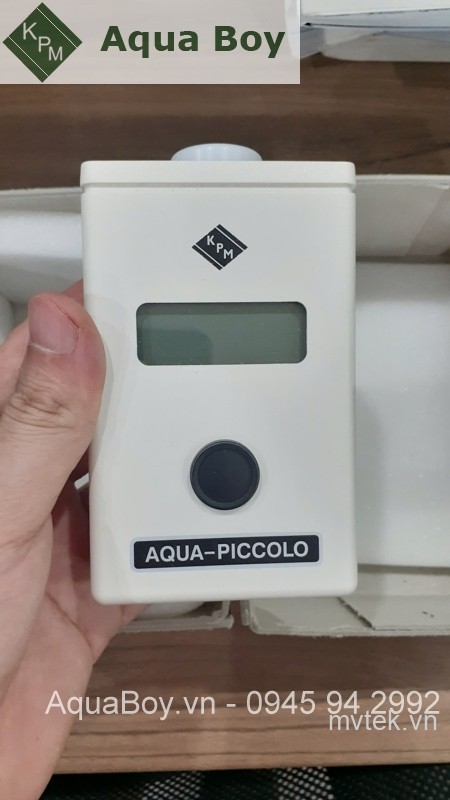 KPM
Aqua Boy
KPM
AQUA-PICCOLO
AquaBoy.vn - 0945 94 2992
mvtek.vn